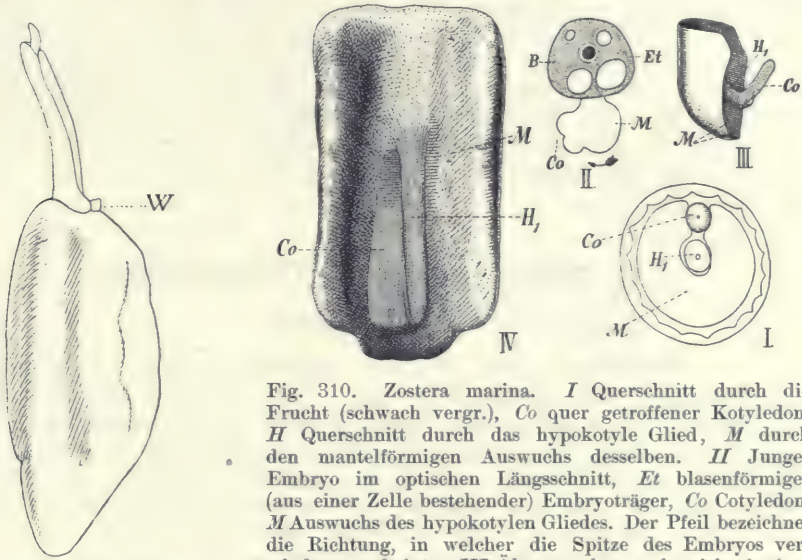 W
Co
M
H,
IV
B
Et
M
Co
II.
H,
Co
M
III.
Co
H,
M
I.
Fig. 310. Zostera marina. I Querschnitt durch di
Frucht (schwach vergr.), Co quer getroffener Kotyledon
H Querschnitt durch das hypokotyle Glied, M durch
den mantelförmigen Auswuchs desselben. II Junge
Embryo im optischen Längsschnitt, Et blasenförmige
(aus einer Zelle bestehender) Embryoträger, Co Cotyledon
M Auswuchs des hypokotylen Gliedes. Der Pfeil bezeichne
die Richtung, in welcher die Spitze des Embryos ver